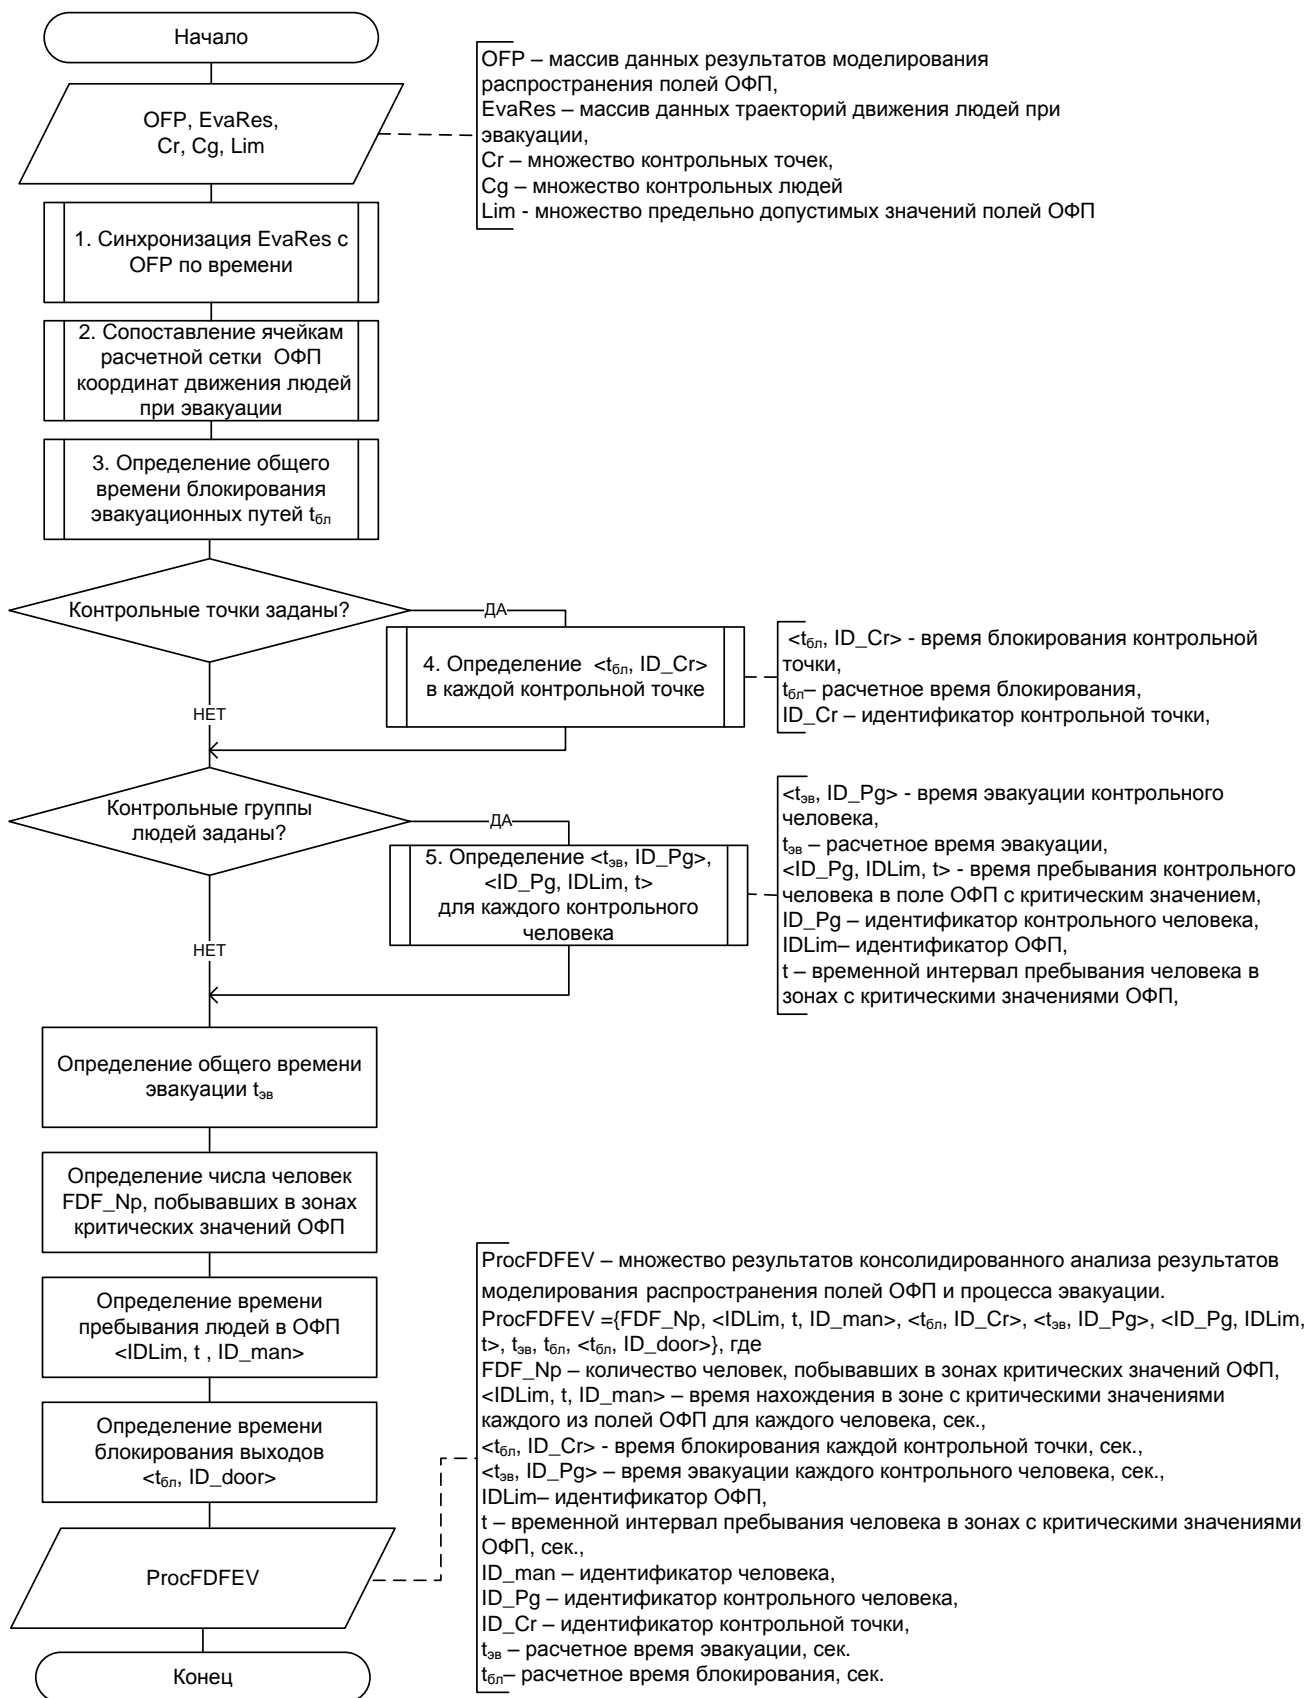 Начало
OFP – массив данных результатов моделирования
распространения полей ОФП,
EvaRes – массив данных траекторий движения людей при
эвакуации,
Cr – множество контрольных точек,
Cg – множество контрольных людей
Lim - множество предельно допустимых значений полей ОФП
OFP, EvaRes,
Cr, Cg, Lim
1. Синхронизация EvaRes с
OFP по времени
2. Сопоставление ячейкам
расчетной сетки ОФП
координат движения людей
при эвакуации
3. Определение общего
времени блокирования
эвакуационных путей tбл
Контрольные точки заданы?
ДА
4. Определение <tбл, ID_Cr>
в каждой контрольной точке
<tбл, ID_Cr> - время блокирования контрольной
точки,
tбл– расчетное время блокирования,
ID_Cr – идентификатор контрольной точки,
НЕТ
Контрольные группы
людей заданы?
ДА
5. Определение <tэв, ID_Pg>,
<ID_Pg, IDLim, t>
для каждого контрольного
человека
<tэв, ID_Pg> - время эвакуации контрольного
человека,
tэв – расчетное время эвакуации,
<ID_Pg, IDLim, t> - время пребывания контрольного
человека в поле ОФП с критическим значением,
ID_Pg – идентификатор контрольного человека,
IDLim– идентификатор ОФП,
t – временной интервал пребывания человека в
зонах с критическими значениями ОФП,
НЕТ
Определение общего времени
эвакуации tэв
Определение числа человек
FDF_Np, побывавших в зонах
критических значений ОФП
Определение времени
пребывания людей в ОФП
<IDLim, t , ID_man>
Определение времени
блокирования выходов
<tбл, ID_door>
ProcFDFEV
ProcFDFEV – множество результатов консолидированного анализа результатов
моделирования распространения полей ОФП и процесса эвакуации.
ProcFDFEV ={FDF_Np, <IDLim, t, ID_man>, <tбл, ID_Cr>, <tэв, ID_Pg>, <ID_Pg, IDLim,
t>, tэв, tбл, <tбл, ID_door>}, где
FDF_Np – количество человек, побывавших в зонах критических значений ОФП,
<IDLim, t, ID_man> – время нахождения в зоне с критическими значениями
каждого из полей ОФП для каждого человека, сек.,
<tбл, ID_Cr> - время блокирования каждой контрольной точки, сек.,
<tэв, ID_Pg> – время эвакуации каждого контрольного человека, сек.,
IDLim– идентификатор ОФП,
t – временной интервал пребывания человека в зонах с критическими значениями
ОФП, сек.,
ID_man – идентификатор человека,
ID_Pg – идентификатор контрольного человека,
ID_Cr – идентификатор контрольной точки,
tэв – расчетное время эвакуации, сек.
tбл– расчетное время блокирования, сек.
Конец